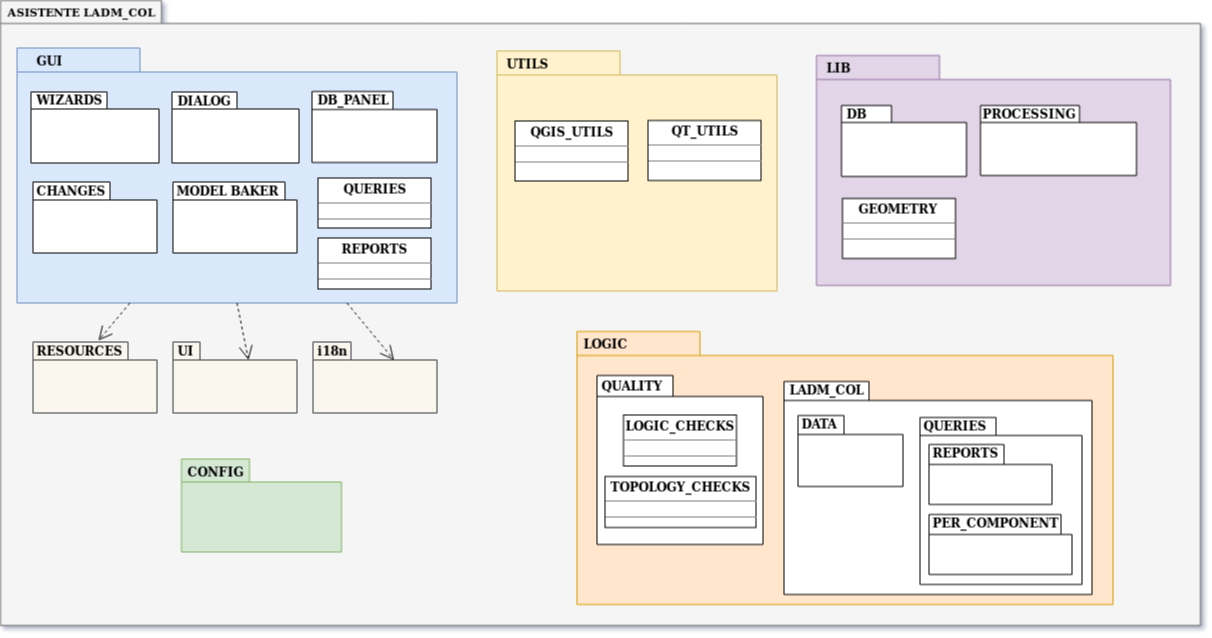 ASISTENTE LADM_COL
GUI
WIZARDS
DIALOG
DB_PANEL
CHANGES
MODEL BAKER
QUERIES
REPORTS
UTILS
QGIS_UTILS
QT_UTILS
LIB
DB
PROCESSING
GEOMETRY
RESOURCES
UI
i18n
CONFIG
LOGIC
QUALITY
LOGIC_CHECKS
TOPOLOGY_CHECKS
LADM_COL
DATA
QUERIES
REPORTS
PER_COMPONENT